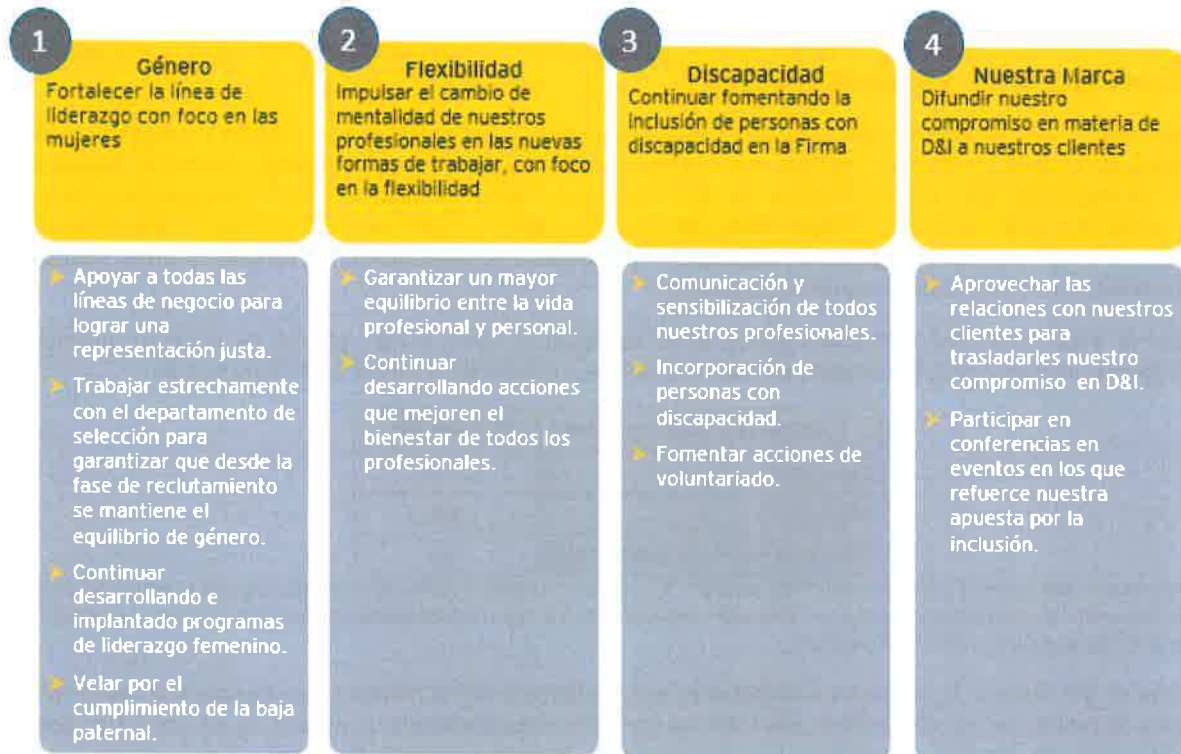 1
Género
Fortalecer la línea de
liderazgo con foco en las
mujeres
Apoyar a todas las
líneas de negocio para
lograr una
representación justa.
Trabajar estrechamente
con el departamento de
selección para
garantizar que desde la
fase de reclutamiento
se mantiene el
equilibrio de género.
Continuar
desarrollando e
implantado programas
de liderazgo femenino.
Velar por el
cumplimiento de la baja
paternal.
2
Flexibilidad
Impulsar el cambio de
mentalidad de nuestros
profesionales en las nuevas
formas de trabajar, con foco
en la flexibilidad
Garantizar un mayor
equilibrio entre la vida
profesional y personal.
Continuar
desarrollando acciones
que mejoren el
bienestar de todos los
profesionales.
3
Discapacidad
Continuar fomentando la
inclusión de personas con
discapacidad en la Firma
Comunicación y
sensibilización de todos
nuestros profesionales.
Incorporación de
personas con
discapacidad.
Fomentar acciones de
voluntariado.
4
Nuestra Marca
Difundir nuestro
compromiso en materia de
D&I a nuestros clientes
Aprovechar las
relaciones con nuestros
clientes para
trasladarles nuestro
compromiso en D&I.
Participar en
conferencias en
eventos en los que
refuerce nuestra
apuesta por la
inclusión.